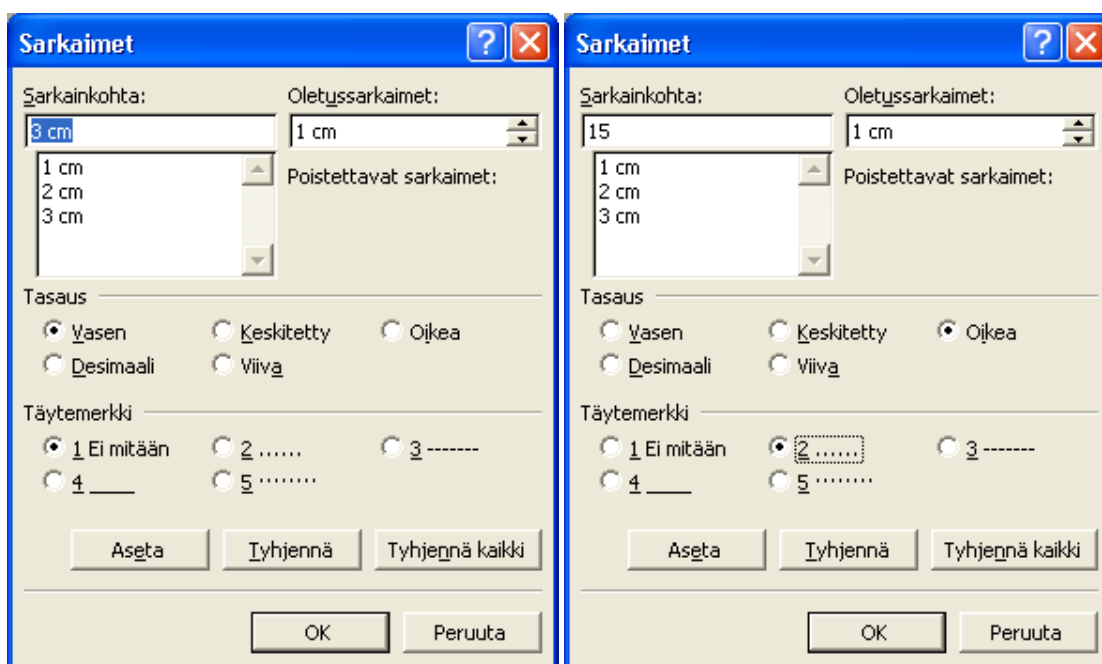 Sarkaimet
Sarkainkohta: Oletussarkaimet:
3 cm 1 cm
1 cm
2 cm
3 cm
Poistettavat sarkaimet:
Tasaus
Vasen Keskitetty Oikea
Desimaali Viiva
Täytemerkki
1 Ei mitään 2 ...... 3 -------
4 ____ 5 ········
Aseta Tyhjennä Tyhjennä kaikki
OK Peruuta
Sarkaimet
Sarkainkohta: Oletussarkaimet:
15 1 cm
1 cm
2 cm
3 cm
Poistettavat sarkaimet:
Tasaus
Vasen Keskitetty Oikea
Desimaali Viiva
Täytemerkki
1 Ei mitään 2 ...... 3 -------
4 ____ 5 ········
Aseta Tyhjennä Tyhjennä kaikki
OK Peruuta